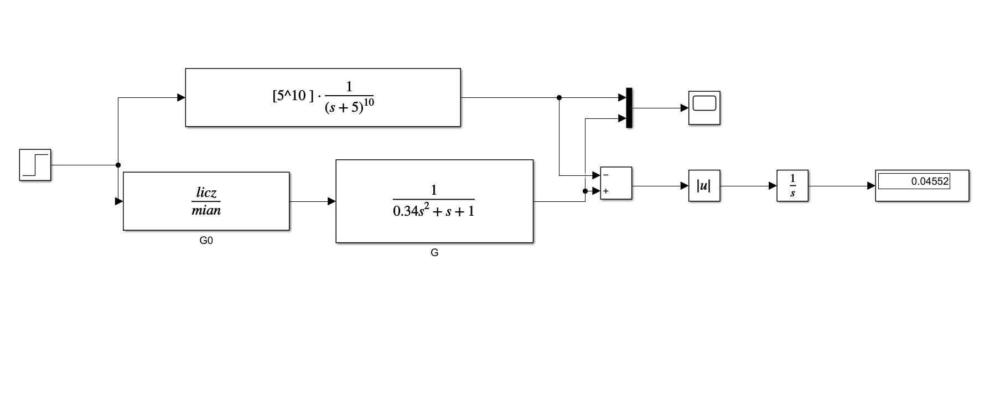 [5^10 ] · 1/(s + 5)^10
licz/mian
G0
1/(0.34s^2 + s + 1)
G
−
+
|u|
1/s
0.04552